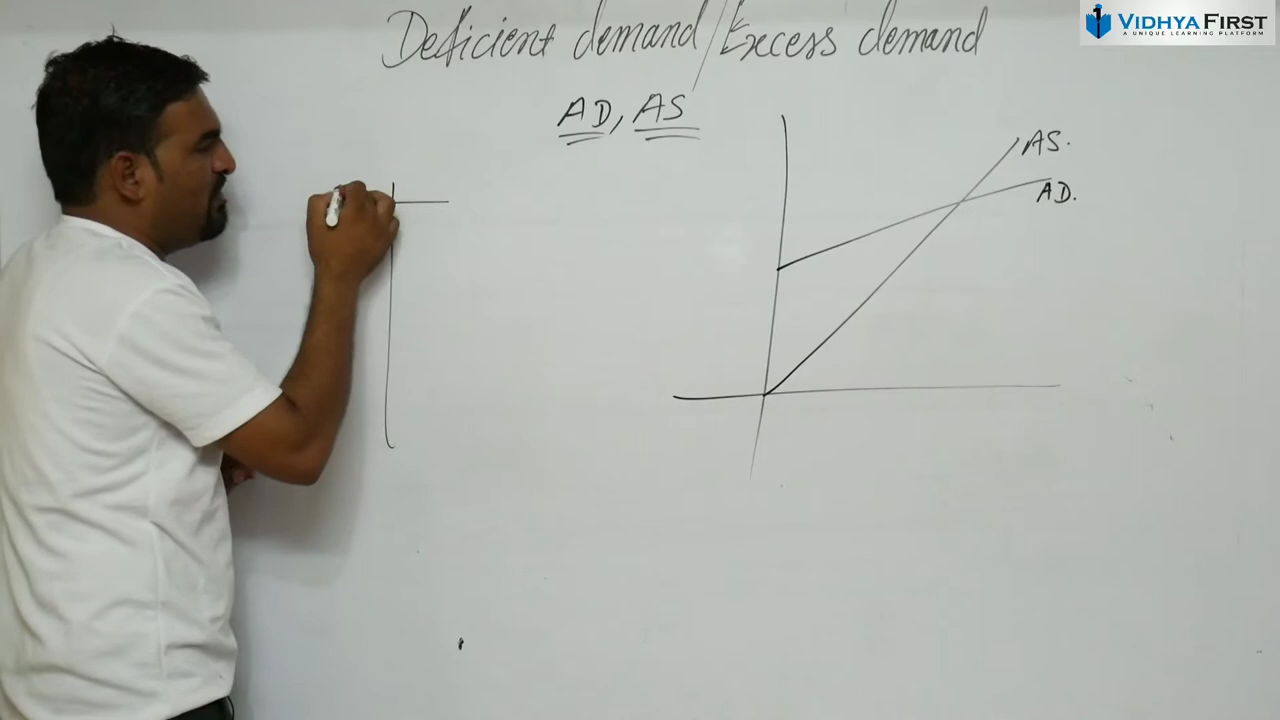 Deficient demand/Excess demand
AD, AS
AS.
AD.
VIDHYA FIRST
A UNIQUE LEARNING PLATFORM